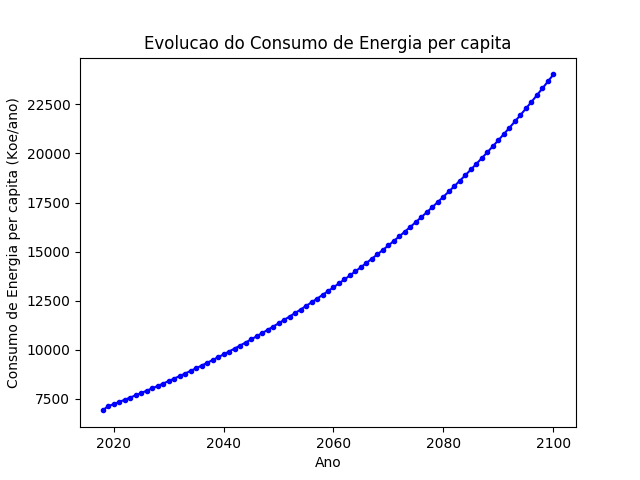 Evolucao do Consumo de Energia per capita
Consumo de Energia per capita (Koe/ano)
22500
20000
17500
15000
12500
10000
7500
2020 2040 2060 2080 2100
Ano